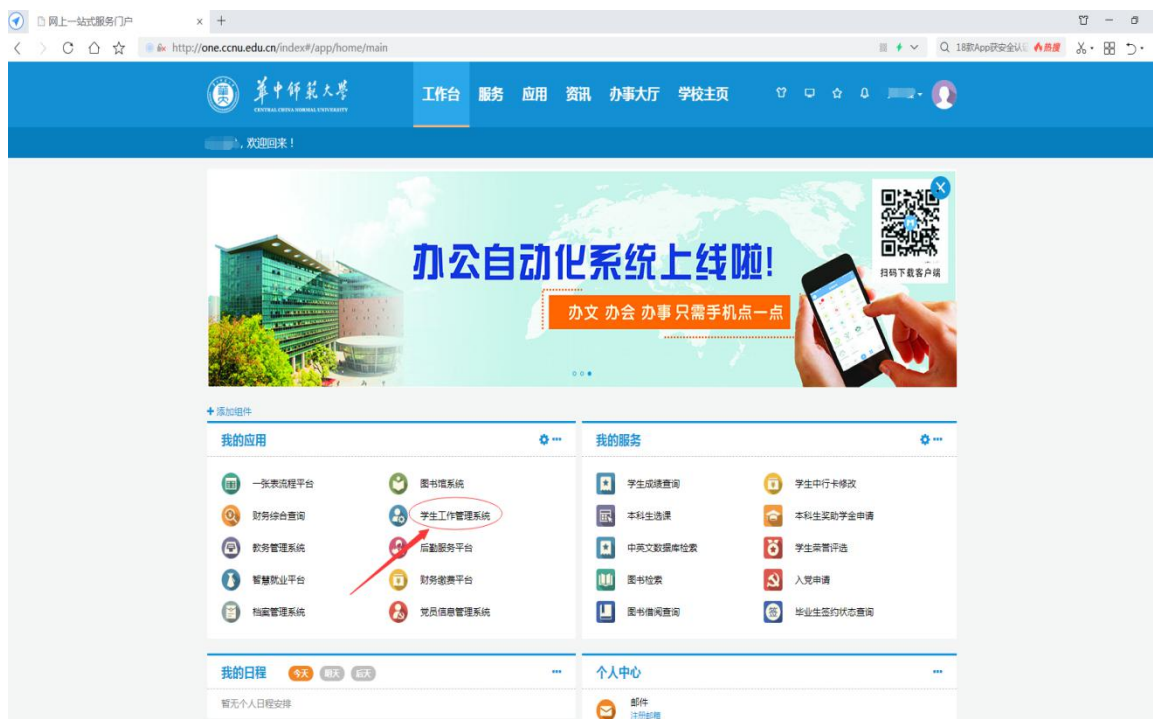 网上一站式服务门户
http://one.ccnu.edu.cn/index#/app/home/main
18款App获安全认证 热搜
華中師範大學
CENTRAL CHINA NORMAL UNIVERSITY
工作台 服务 应用 资讯 办事大厅 学校主页
,欢迎回来!
办公自动化系统上线啦!
办文 办会 办事 只需手机点一点
扫码下载客户端
添加组件
我的应用
一张表流程平台 图书馆系统
财务综合查询 学生工作管理系统
教务管理系统 后勤服务平台
智慧就业平台 财务缴费平台
档案管理系统 党员信息管理系统
我的服务
学生成绩查询 学生中行卡修改
本科生选课 本科生奖助学金申请
中英文数据库检索 学生荣誉评选
图书检索 入党申请
图书借阅查询 毕业生签约状态查询
我的日程 今天 明天 后天
暂无个人日程安排
个人中心
邮件
注册邮箱